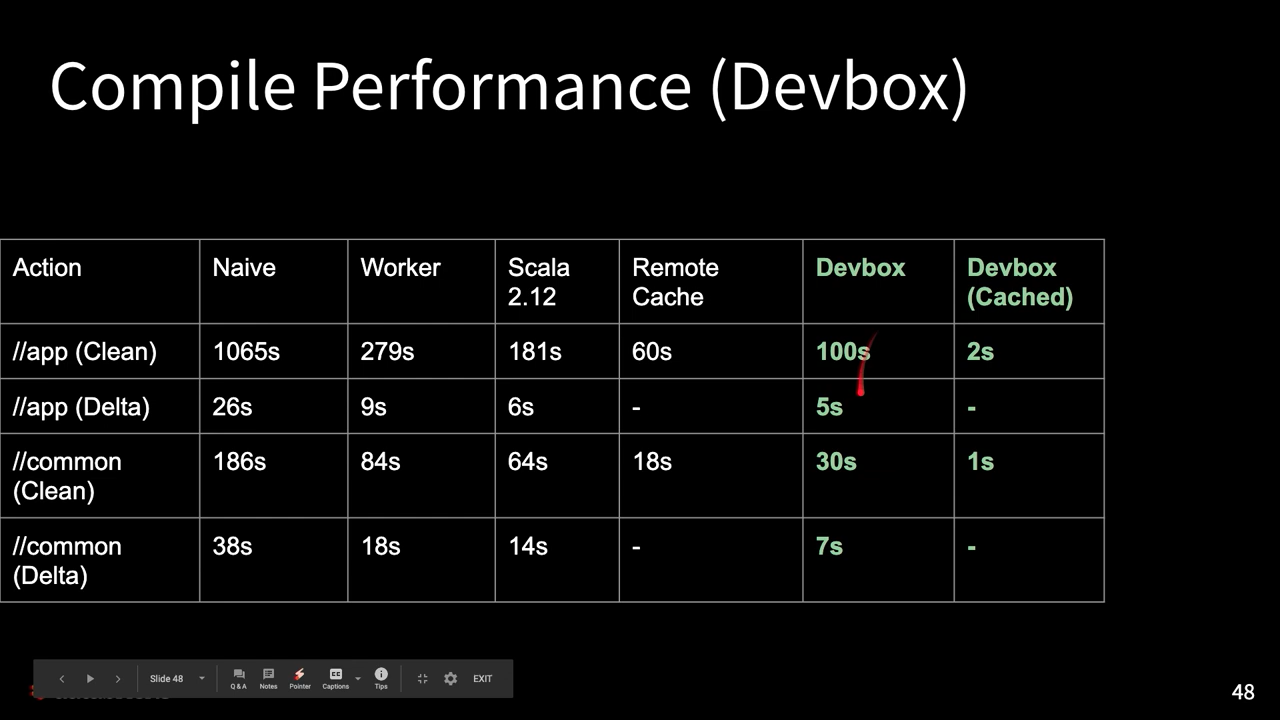 Compile Performance (Devbox)
Action Naive Worker Scala 2.12 Remote Cache Devbox Devbox (Cached)
//app (Clean) 1065s 279s 181s 60s 100s 2s
//app (Delta) 26s 9s 6s - 5s -
//common (Clean) 186s 84s 64s 18s 30s 1s
//common (Delta) 38s 18s 14s - 7s -
Slide 48 Q & A Notes Pointer CC Captions Tips EXIT
48